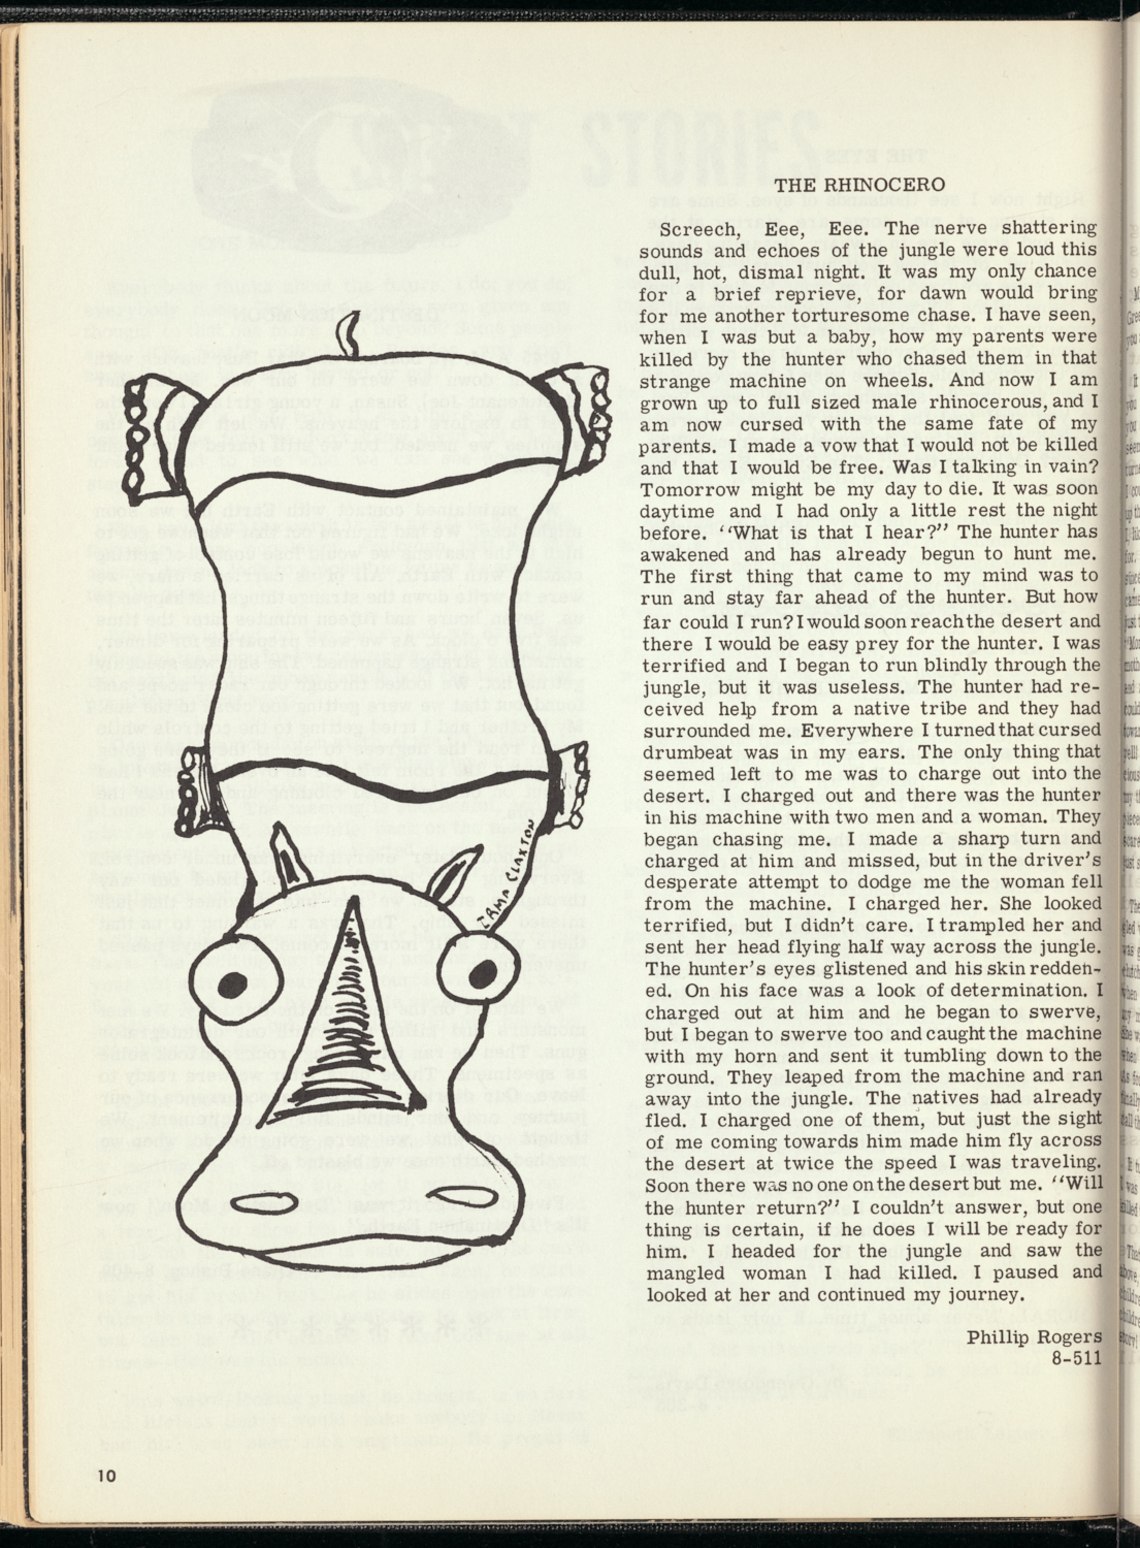 THE RHINOCERO
Screech, Eee, Eee. The nerve shattering
sounds and echoes of the jungle were loud this
dull, hot, dismal night. It was my only chance
for a brief reprieve, for dawn would bring
for me another torturesome chase. I have seen,
when I was but a baby, how my parents were
killed by the hunter who chased them in that
strange machine on wheels. And now I am
grown up to full sized male rhinocerous, and I
am now cursed with the same fate of my
parents. I made a vow that I would not be killed
and that I would be free. Was I talking in vain?
Tomorrow might be my day to die. It was soon
daytime and I had only a little rest the night
before. "What is that I hear?" The hunter has
awakened and has already begun to hunt me.
The first thing that came to my mind was to
run and stay far ahead of the hunter. But how
far could I run? I would soon reach the desert and
there I would be easy prey for the hunter. I was
terrified and I began to run blindly through the
jungle, but it was useless. The hunter had re-
ceived help from a native tribe and they had
surrounded me. Everywhere I turned that cursed
drumbeat was in my ears. The only thing that
seemed left to me was to charge out into the
desert. I charged out and there was the hunter
in his machine with two men and a woman. They
began chasing me. I made a sharp turn and
charged at him and missed, but in the driver's
desperate attempt to dodge me the woman fell
from the machine. I charged her. She looked
terrified, but I didn't care. I trampled her and
sent her head flying half way across the jungle.
The hunter's eyes glistened and his skin redden-
ed. On his face was a look of determination. I
charged out at him and he began to swerve,
but I began to swerve too and caught the machine
with my horn and sent it tumbling down to the
ground. They leaped from the machine and ran
away into the jungle. The natives had already
fled. I charged one of them, but just the sight
of me coming towards him made him fly across
the desert at twice the speed I was traveling.
Soon there was no one on the desert but me. "Will
the hunter return?" I couldn't answer, but one
thing is certain, if he does I will be ready for
him. I headed for the jungle and saw the
mangled woman I had killed. I paused and
looked at her and continued my journey.
Phillip Rogers
8-511
IRMA CLAXTON
10